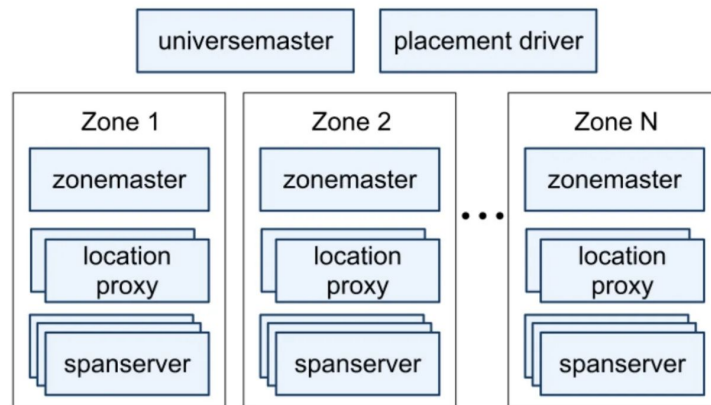 universemaster
placement driver
Zone 1
zonemaster
location
proxy
spanserver
Zone 2
zonemaster
location
proxy
spanserver
...
Zone N
zonemaster
location
proxy
spanserver